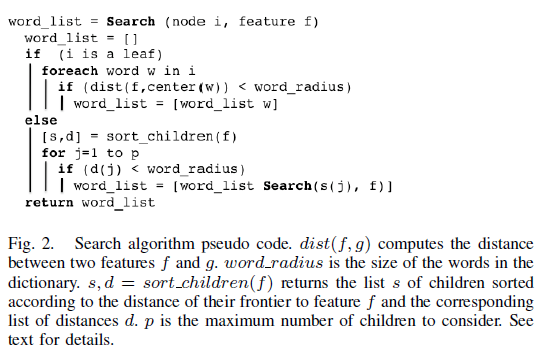 word_list = Search (node i, feature f)
word_list = []
if (i is a leaf)
foreach word w in i
if (dist(f,center(w)) < word_radius)
word_list = [word_list w]
else
[s,d] = sort_children(f)
for j=1 to p
if (d(j) < word_radius)
word_list = [word_list Search(s(j), f)]
return word_list
Fig. 2. Search algorithm pseudo code. dist(f, g) computes the distance
between two features f and g. word_radius is the size of the words in the
dictionary. s, d = sort_children(f) returns the list s of children sorted
according to the distance of their frontier to feature f and the corresponding
list of distances d. p is the maximum number of children to consider. See
text for details.